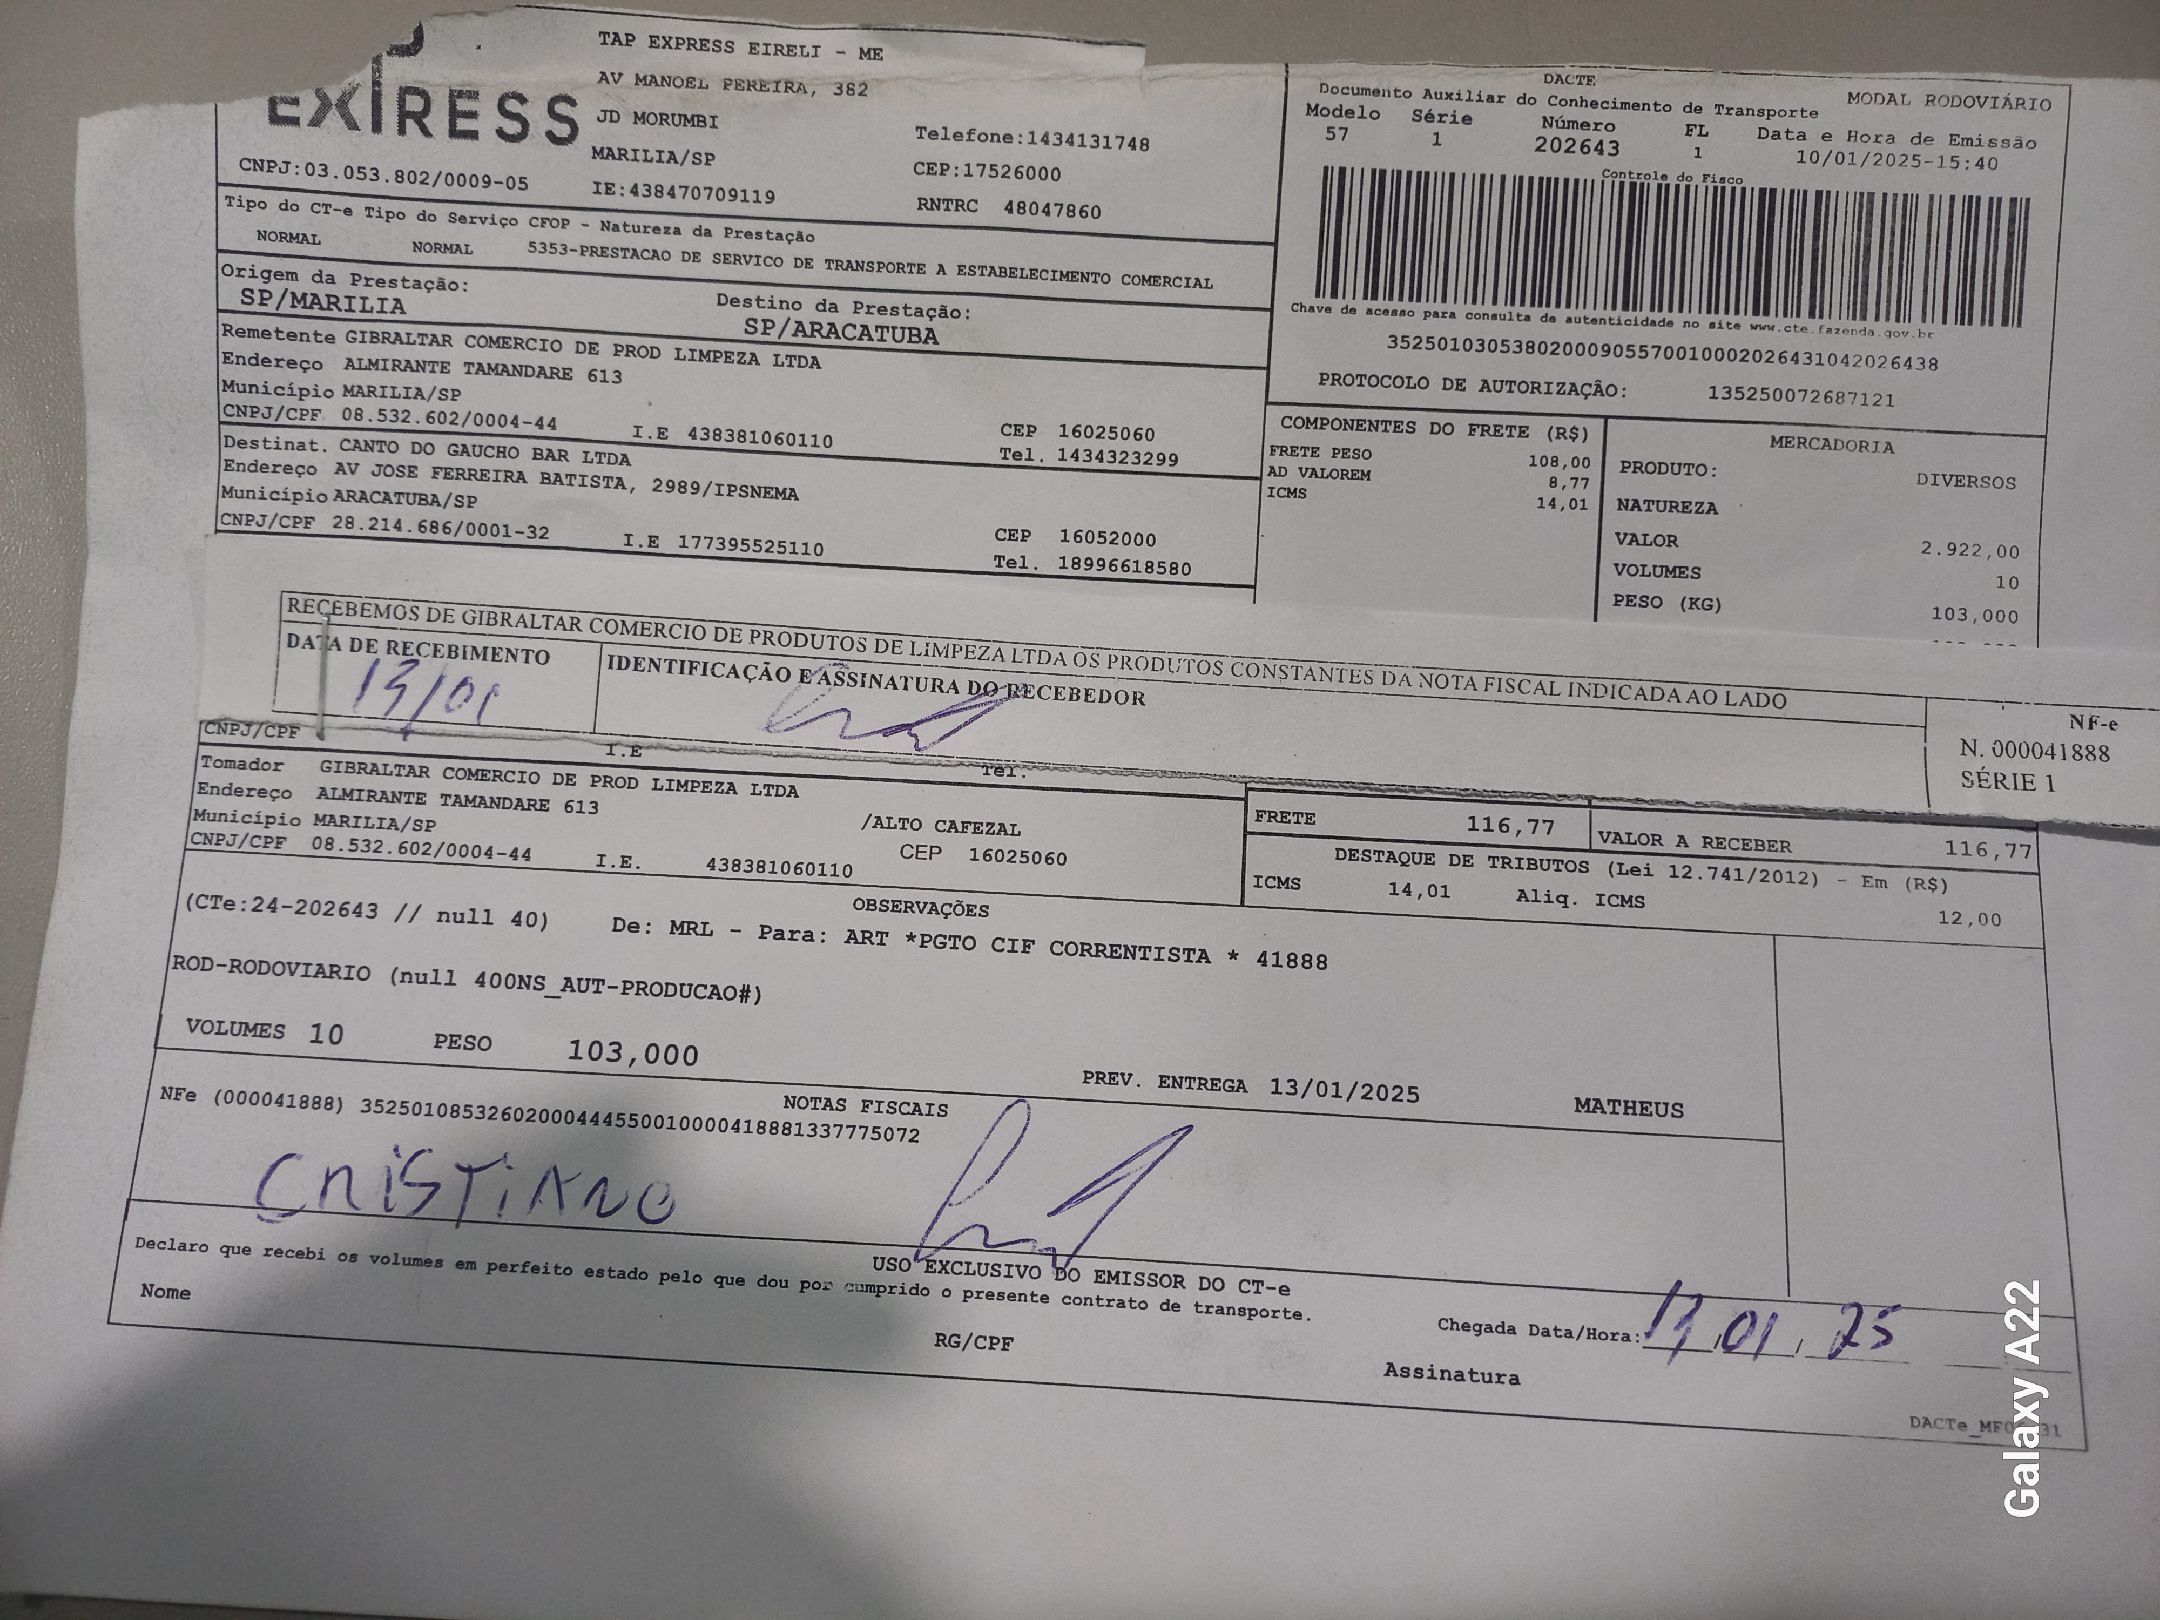 EXPRESS
TAP EXPRESS EIRELI - ME
AV MANOEL PEREIRA, 382
JD MORUMBI
MARILIA/SP
IE:438470709119
Telefone:1434131748
CEP:17526000
RNTRC 48047860
CNPJ:03.053.802/0009-05
DACTE
Documento Auxiliar do Conhecimento de Transporte
MODAL RODOVIÁRIO
Modelo Série Número FL Data e Hora de Emissão
57 1 202643 1 10/01/2025-15:40
Controle do Fisco
Chave de acesso para consulta de autenticidade no site www.cte.fazenda.gov.br
35250103053802000905570010002026431042026438
PROTOCOLO DE AUTORIZAÇÃO: 135250072687121
Tipo do CT-e Tipo do Serviço CFOP - Natureza da Prestação
NORMAL NORMAL 5353-PRESTACAO DE SERVICO DE TRANSPORTE A ESTABELECIMENTO COMERCIAL
Origem da Prestação:
SP/MARILIA
Destino da Prestação:
SP/ARACATUBA
Remetente GIBRALTAR COMERCIO DE PROD LIMPEZA LTDA
Endereço ALMIRANTE TAMANDARE 613
Município MARILIA/SP
CNPJ/CPF 08.532.602/0004-44 I.E 438381060110
CEP 16025060
Tel. 1434323299
Destinat. CANTO DO GAUCHO BAR LTDA
Endereço AV JOSE FERREIRA BATISTA, 2989/IPSNEMA
Município ARACATUBA/SP
CNPJ/CPF 28.214.686/0001-32 I.E 177395525110
CEP 16052000
Tel. 18996618580
COMPONENTES DO FRETE (R$)
FRETE PESO 108,00
AD VALOREM 8,77
ICMS 14,01
MERCADORIA
PRODUTO: DIVERSOS
NATUREZA
VALOR 2.922,00
VOLUMES 10
PESO (KG) 103,000
RECEBEMOS DE GIBRALTAR COMERCIO DE PRODUTOS DE LIMPEZA LTDA OS PRODUTOS CONSTANTES DA NOTA FISCAL INDICADA AO LADO
DATA DE RECEBIMENTO
13/01
IDENTIFICAÇÃO E ASSINATURA DO RECEBEDOR
NF-e
N. 000041888
SÉRIE 1
CNPJ/CPF I.E Tel.
Tomador GIBRALTAR COMERCIO DE PROD LIMPEZA LTDA
Endereço ALMIRANTE TAMANDARE 613
Município MARILIA/SP /ALTO CAFEZAL
CNPJ/CPF 08.532.602/0004-44 I.E. 438381060110 CEP 16025060
FRETE 116,77 VALOR A RECEBER 116,77
DESTAQUE DE TRIBUTOS (Lei 12.741/2012) - Em (R$)
ICMS 14,01 Aliq. ICMS 12,00
OBSERVAÇÕES
(CTe:24-202643 // null 40) De: MRL - Para: ART *PGTO CIF CORRENTISTA * 41888
ROD-RODOVIARIO (null 400NS_AUT-PRODUCAO#)
VOLUMES 10 PESO 103,000
PREV. ENTREGA 13/01/2025 MATHEUS
NOTAS FISCAIS
NFe (000041888) 35250108532602000444550010000418881337775072
CRISTIANO
USO EXCLUSIVO DO EMISSOR DO CT-e
Declaro que recebi os volumes em perfeito estado pelo que dou por cumprido o presente contrato de transporte.
Nome RG/CPF Assinatura
Chegada Data/Hora: 13/01/25
Galaxy A22